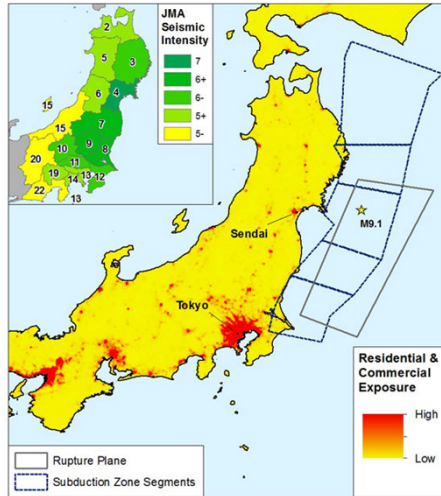 JMA
Seismic
Intensity
7
6+
6-
5+
5-
2
5
3
6
4
15
15
7
20
10
9
8
11
19
14
13
12
22
13
M9.1
Sendai
Tokyo
Residential &
Commercial
Exposure
High
Low
Rupture Plane
Subduction Zone Segments